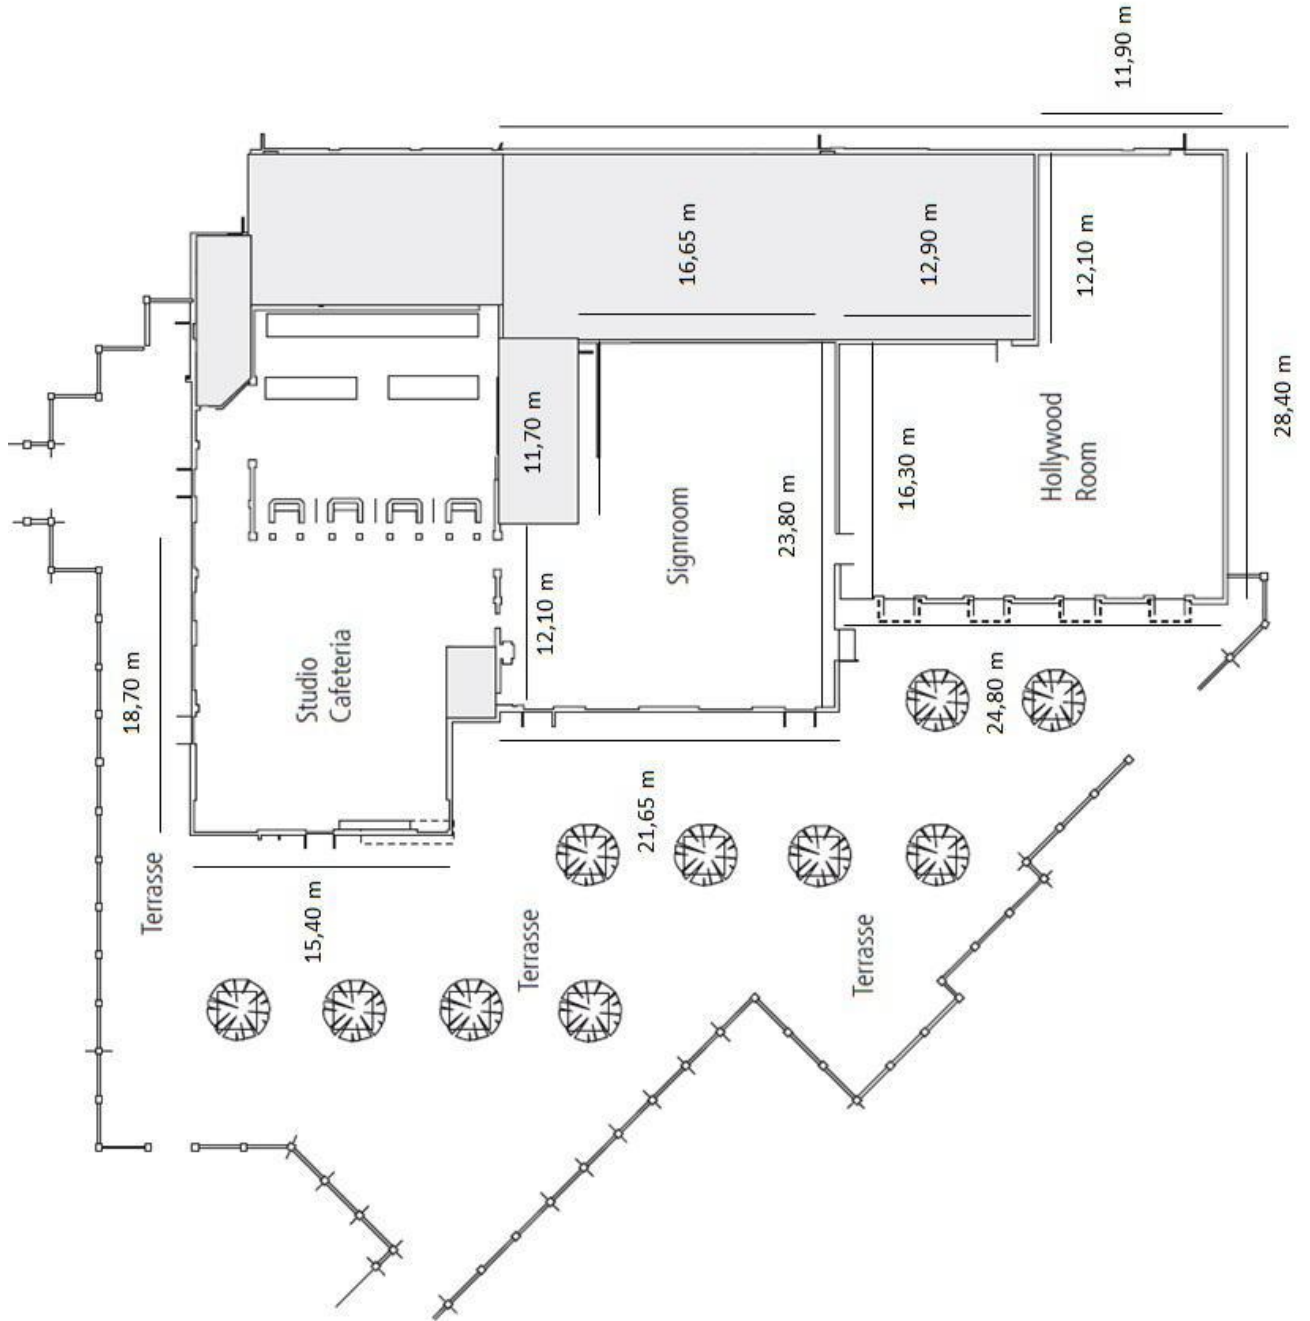 11,90 m
16,65 m
12,90 m
12,10 m
28,40 m
11,70 m
16,30 m
Hollywood
Room
Signroom
23,80 m
12,10 m
18,70 m
Studio
Cafeteria
24,80 m
21,65 m
Terrasse
15,40 m
Terrasse
Terrasse